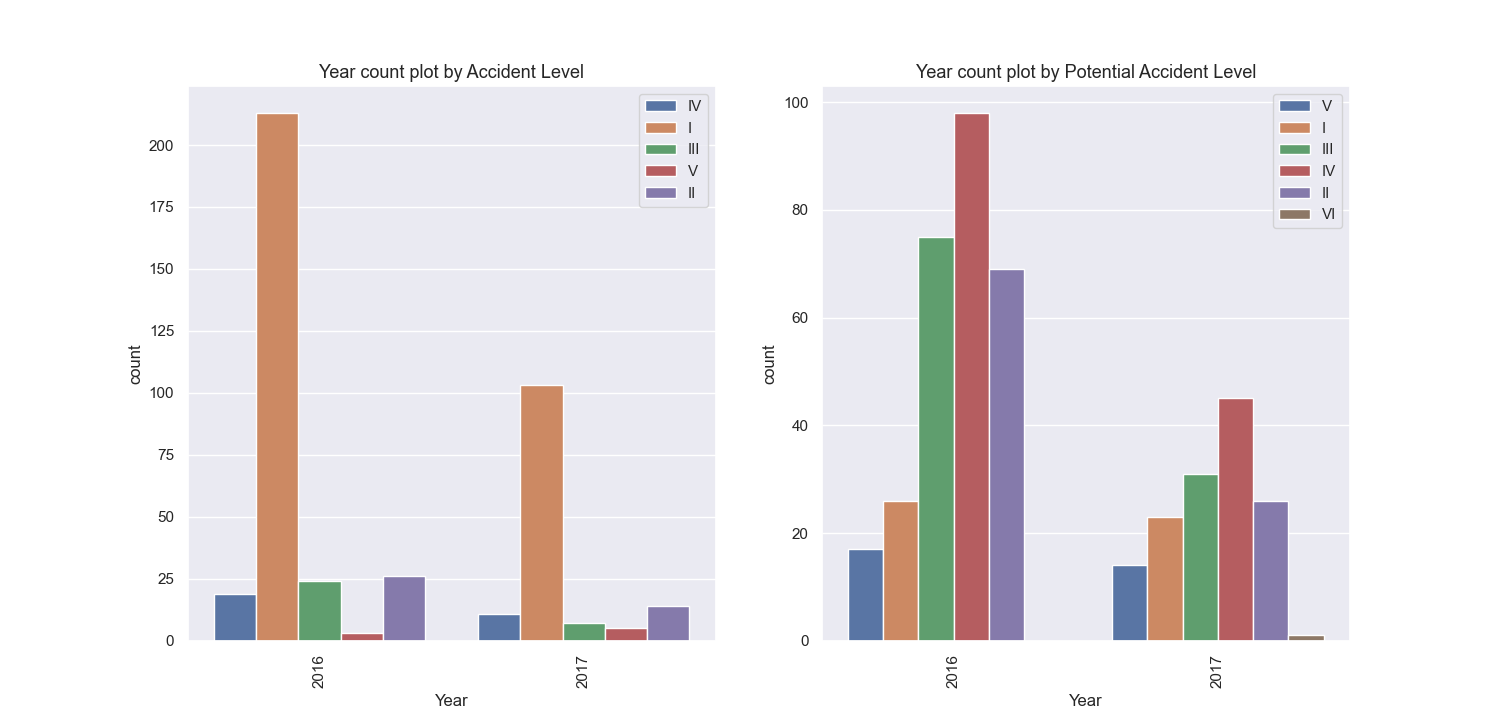 Year count plot by Accident Level
IV
I
III
V
II
200
175
150
125
100
75
50
25
0
count
2016
2017
Year
Year count plot by Potential Accident Level
V
I
III
IV
II
VI
100
80
60
40
20
0
count
2016
2017
Year